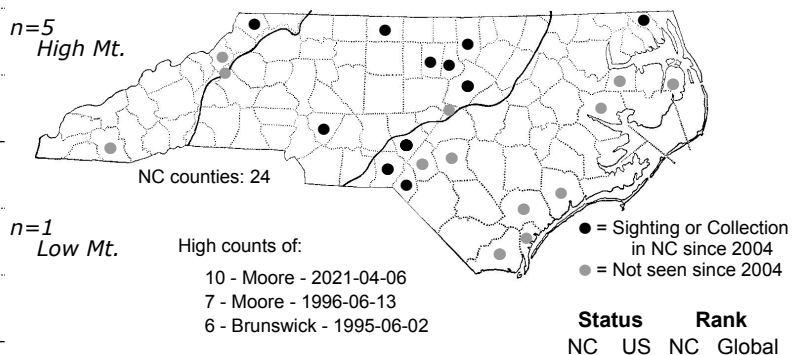 n=5
High Mt.
NC counties: 24
n=1
Low Mt.
High counts of:
10 - Moore - 2021-04-06
7 - Moore - 1996-06-13
6 - Brunswick - 1995-06-02
● = Sighting or Collection
in NC since 2004
● = Not seen since 2004
Status Rank
NC US NC Global